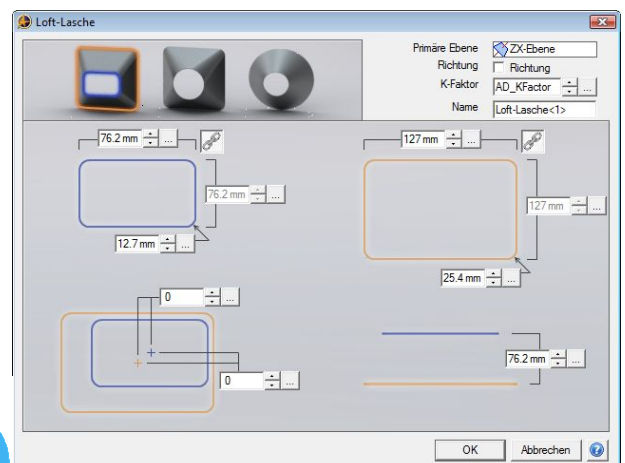 Loft-Lasche
Primäre Ebene ZX-Ebene
Richtung Richtung
K-Faktor AD_KFactor ...
Name Loft-Lasche<1>
76.2 mm ...
127 mm ...
76.2 mm ...
127 mm ...
12.7 mm ...
25.4 mm ...
0 ...
76.2 mm ...
0 ...
OK Abbrechen ?